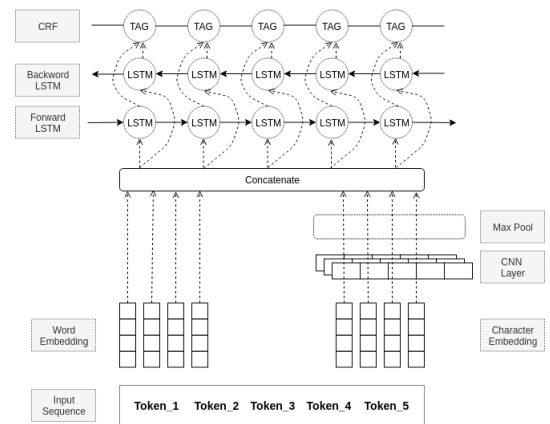 CRF
TAG TAG TAG TAG TAG
Backword
LSTM
LSTM LSTM LSTM LSTM LSTM
Forward
LSTM
LSTM LSTM LSTM LSTM LSTM
Concatenate
Max Pool
CNN
Layer
Word
Embedding
Character
Embedding
Input
Sequence
Token_1 Token_2 Token_3 Token_4 Token_5